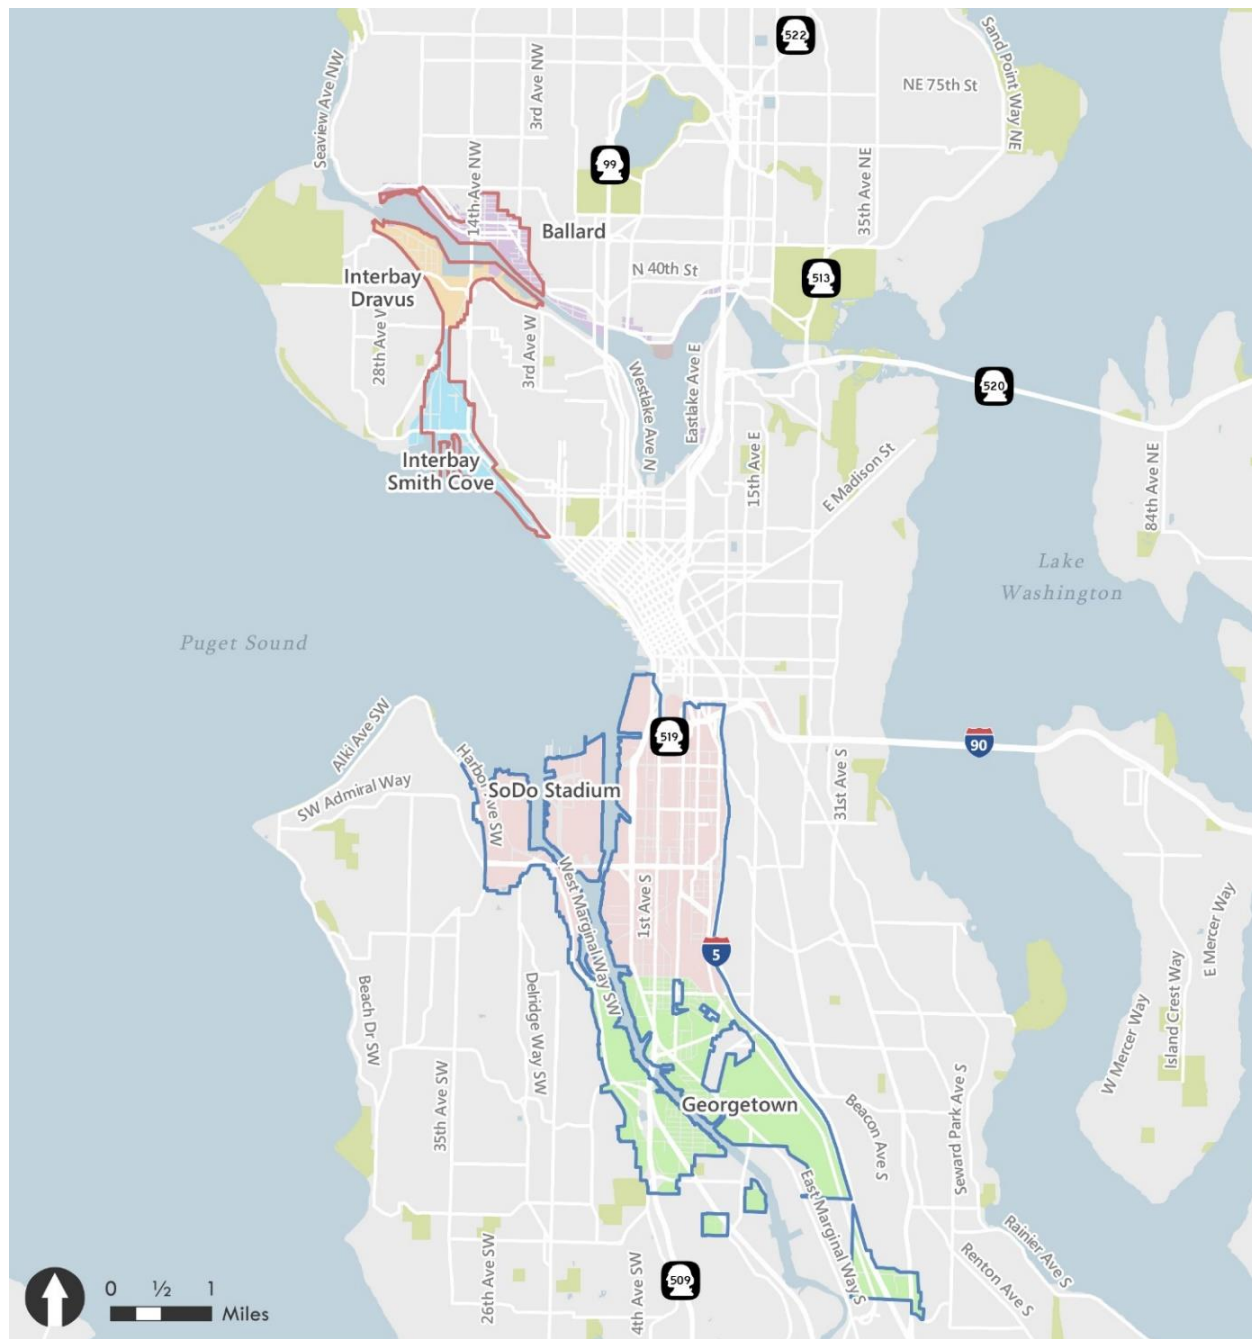 522
Sand Point Way NE
Seaview Ave NW
3rd Ave NW
NE 75th St
99
14th Ave NW
35th Ave NE
Ballard
N 40th St
513
Interbay
Dravus
28th Ave W
3rd Ave W
Westlake Ave N
Eastlake Ave E
520
15th Ave E
E Madison St
84th Ave NE
Interbay
Smith Cove
Lake
Washington
Puget Sound
Alki Ave SW
SW Admiral Way
Harbor Ave SW
519
90
SoDo Stadium
31st Ave S
West Marginal Way SW
1st Ave S
5
E Mercer Way
Island Crest Way
W Mercer Way
Beach Dr SW
Delridge Way SW
35th Ave SW
Georgetown
Beacon Ave S
Seward Park Ave S
East Marginal Way S
Rainier Ave S
Renton Ave S
26th Ave SW
4th Ave SW
509
0 ½ 1
Miles